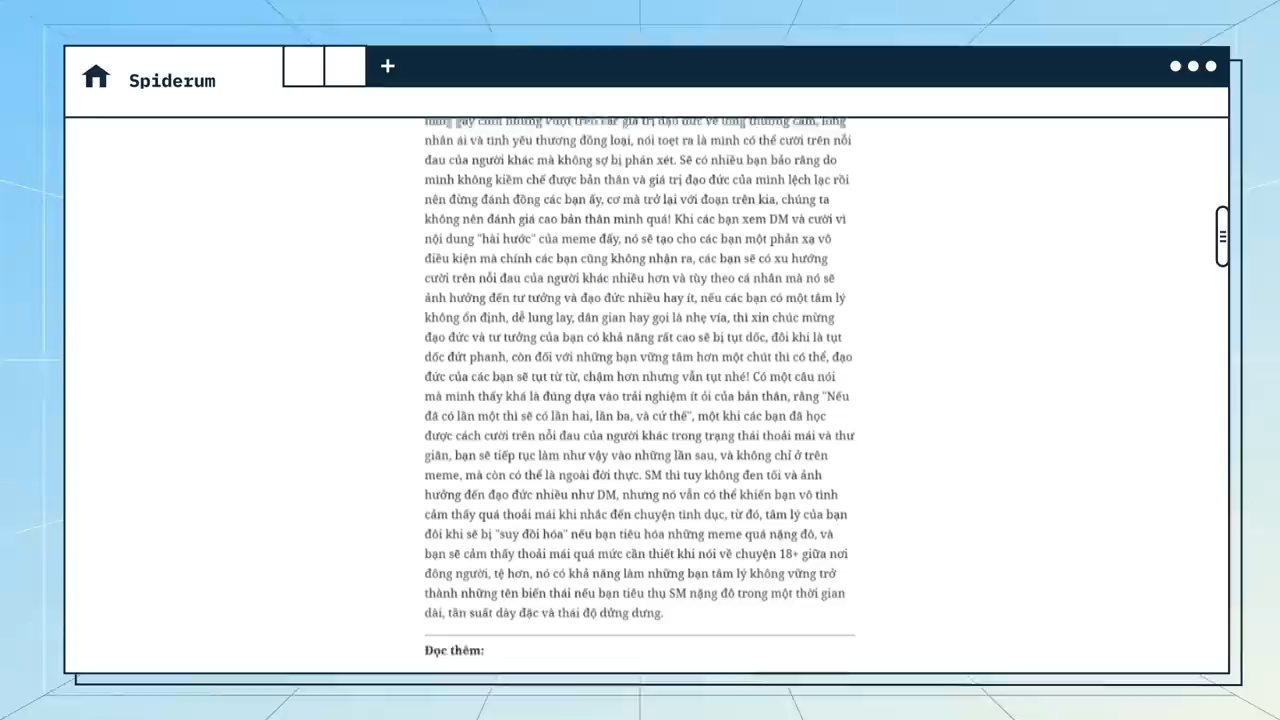 Spiderum
nhân ái và tình yêu thương đồng loại, nói toẹt ra là mình có thể cười trên nỗi
đau của người khác mà không sợ bị phán xét. Sẽ có nhiều bạn bảo rằng do
mình không kiềm chế được bản thân và giá trị đạo đức của mình lệch lạc rồi
nên đừng đánh đồng các bạn ấy, cơ mà trở lại với đoạn trên kia, chúng ta
không nên đánh giá cao bản thân mình quá! Khi các bạn xem DM và cười vì
nội dung "hài hước" của meme đấy, nó sẽ tạo cho các bạn một phản xạ vô
điều kiện mà chính các bạn cũng không nhận ra, các bạn sẽ có xu hướng
cười trên nỗi đau của người khác nhiều hơn và tùy theo cá nhân mà nó sẽ
ảnh hưởng đến tư tưởng và đạo đức nhiều hay ít, nếu các bạn có một tâm lý
không ổn định, dễ lung lay, dân gian hay gọi là nhẹ vía, thì xin chúc mừng
đạo đức và tư tưởng của bạn có khả năng rất cao sẽ bị tụt dốc, đôi khi là tụt
dốc đứt phanh, còn đối với những bạn vững tâm hơn một chút thì có thể, đạo
đức của các bạn sẽ tụt từ từ, chậm hơn nhưng vẫn tụt nhé! Có một câu nói
mà mình thấy khá là đúng dựa vào trải nghiệm ít ỏi của bản thân, rằng "Nếu
đã có lần một thì sẽ có lần hai, lần ba, và cứ thế", một khi các bạn đã học
được cách cười trên nỗi đau của người khác trong trạng thái thoải mái và thư
giãn, bạn sẽ tiếp tục làm như vậy vào những lần sau, và không chỉ ở trên
meme, mà còn có thể là ngoài đời thực. SM thì tuy không đen tối và ảnh
hưởng đến đạo đức nhiều như DM, nhưng nó vẫn có thể khiến bạn vô tình
cảm thấy quá thoải mái khi nhắc đến chuyện tình dục, từ đó, tâm lý của bạn
đôi khi sẽ bị "suy đồi hóa" nếu bạn tiêu hóa những meme quá nặng đô, và
bạn sẽ cảm thấy thoải mái quá mức cần thiết khi nói về chuyện 18+ giữa nơi
đông người, tệ hơn, nó có khả năng làm những bạn tâm lý không vững trở
thành những tên biến thái nếu bạn tiêu thụ SM nặng đô trong một thời gian
dài, tần suất dày đặc và thái độ dửng dưng.
Đọc thêm: